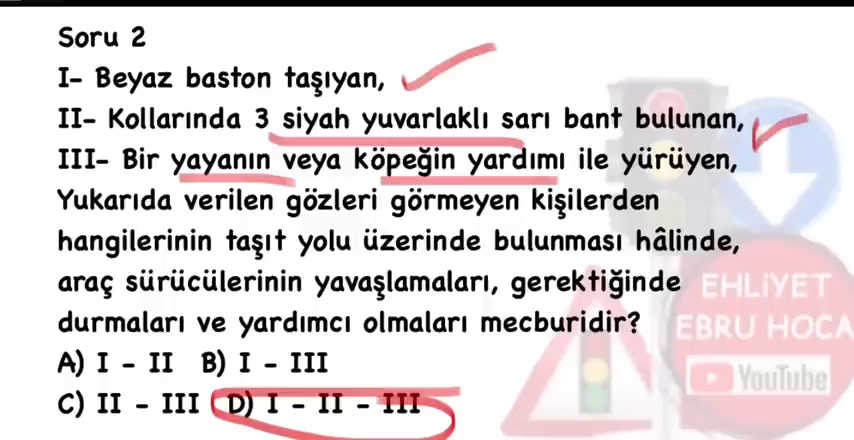 Soru 2
I- Beyaz baston taşıyan,
II- Kollarında 3 siyah yuvarlaklı sarı bant bulunan,
III- Bir yayanın veya köpeğin yardımı ile yürüyen,
Yukarıda verilen gözleri görmeyen kişilerden
hangilerinin taşıt yolu üzerinde bulunması hâlinde,
araç sürücülerinin yavaşlamaları, gerektiğinde
durmaları ve yardımcı olmaları mecburidir?
A) I - II B) I - III
C) II - III D) I - II - III
EHLİYET
EBRU HOCA
YouTube